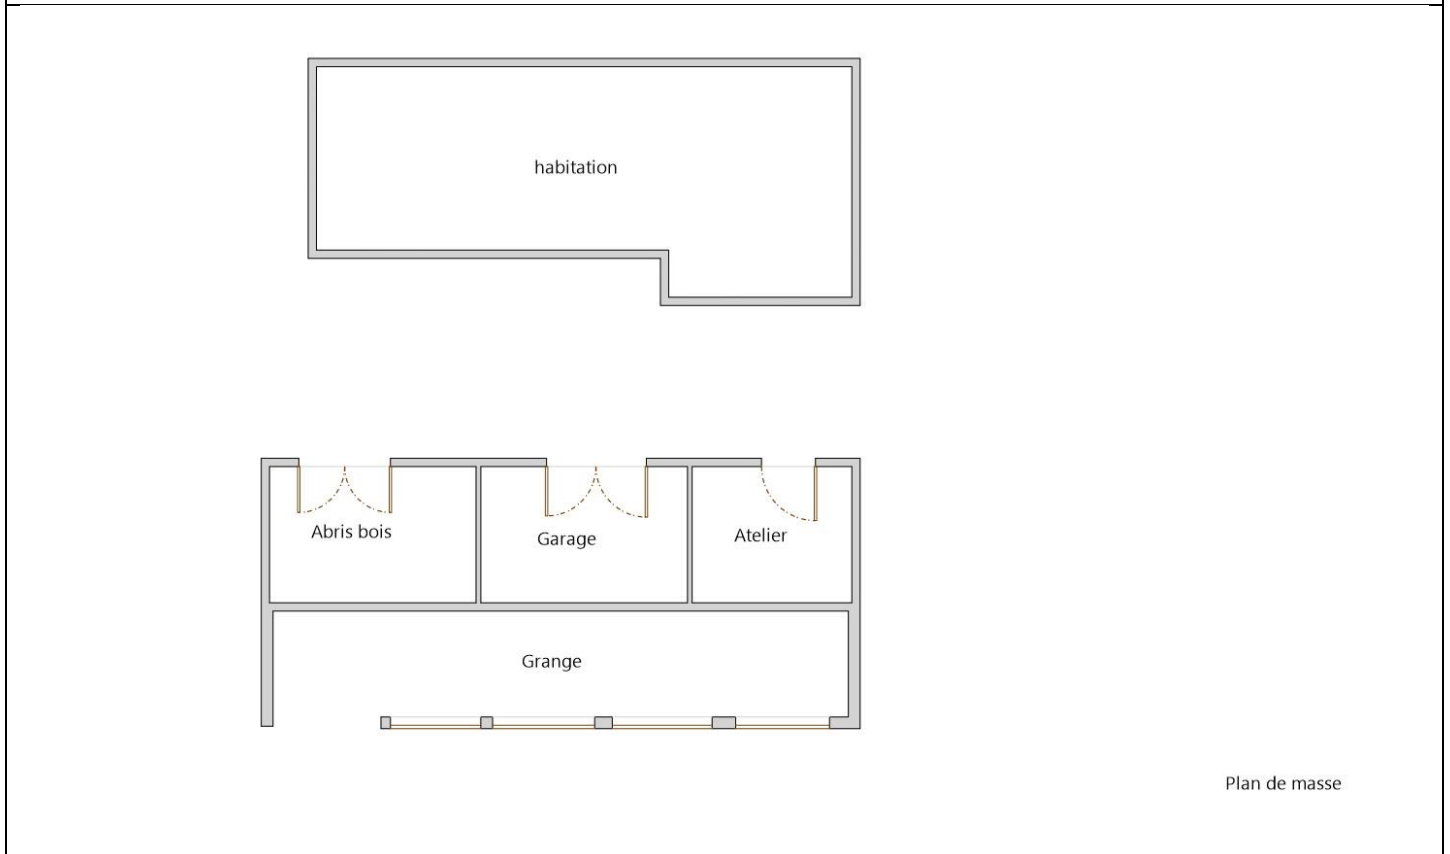 habitation
Abris bois
Garage
Atelier
Grange
Plan de masse